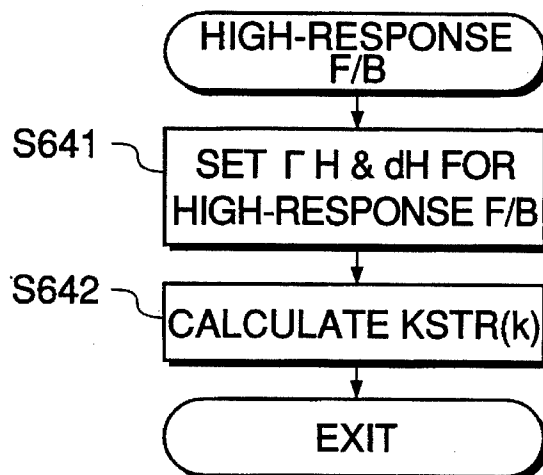 HIGH-RESPONSE
F/B
S641
SET Γ H & dH FOR
HIGH-RESPONSE F/B
S642
CALCULATE KSTR(k)
EXIT